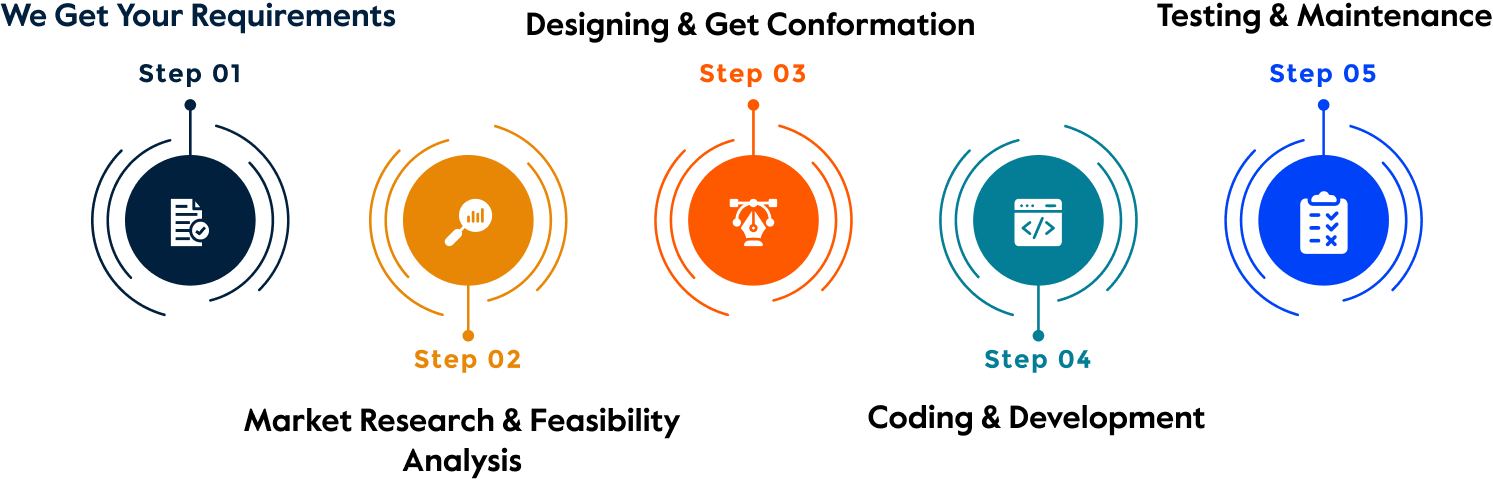 We Get Your Requirements
Step 01
Step 02
Market Research & Feasibility
Analysis
Designing & Get Conformation
Step 03
Step 04
Coding & Development
Testing & Maintenance
Step 05